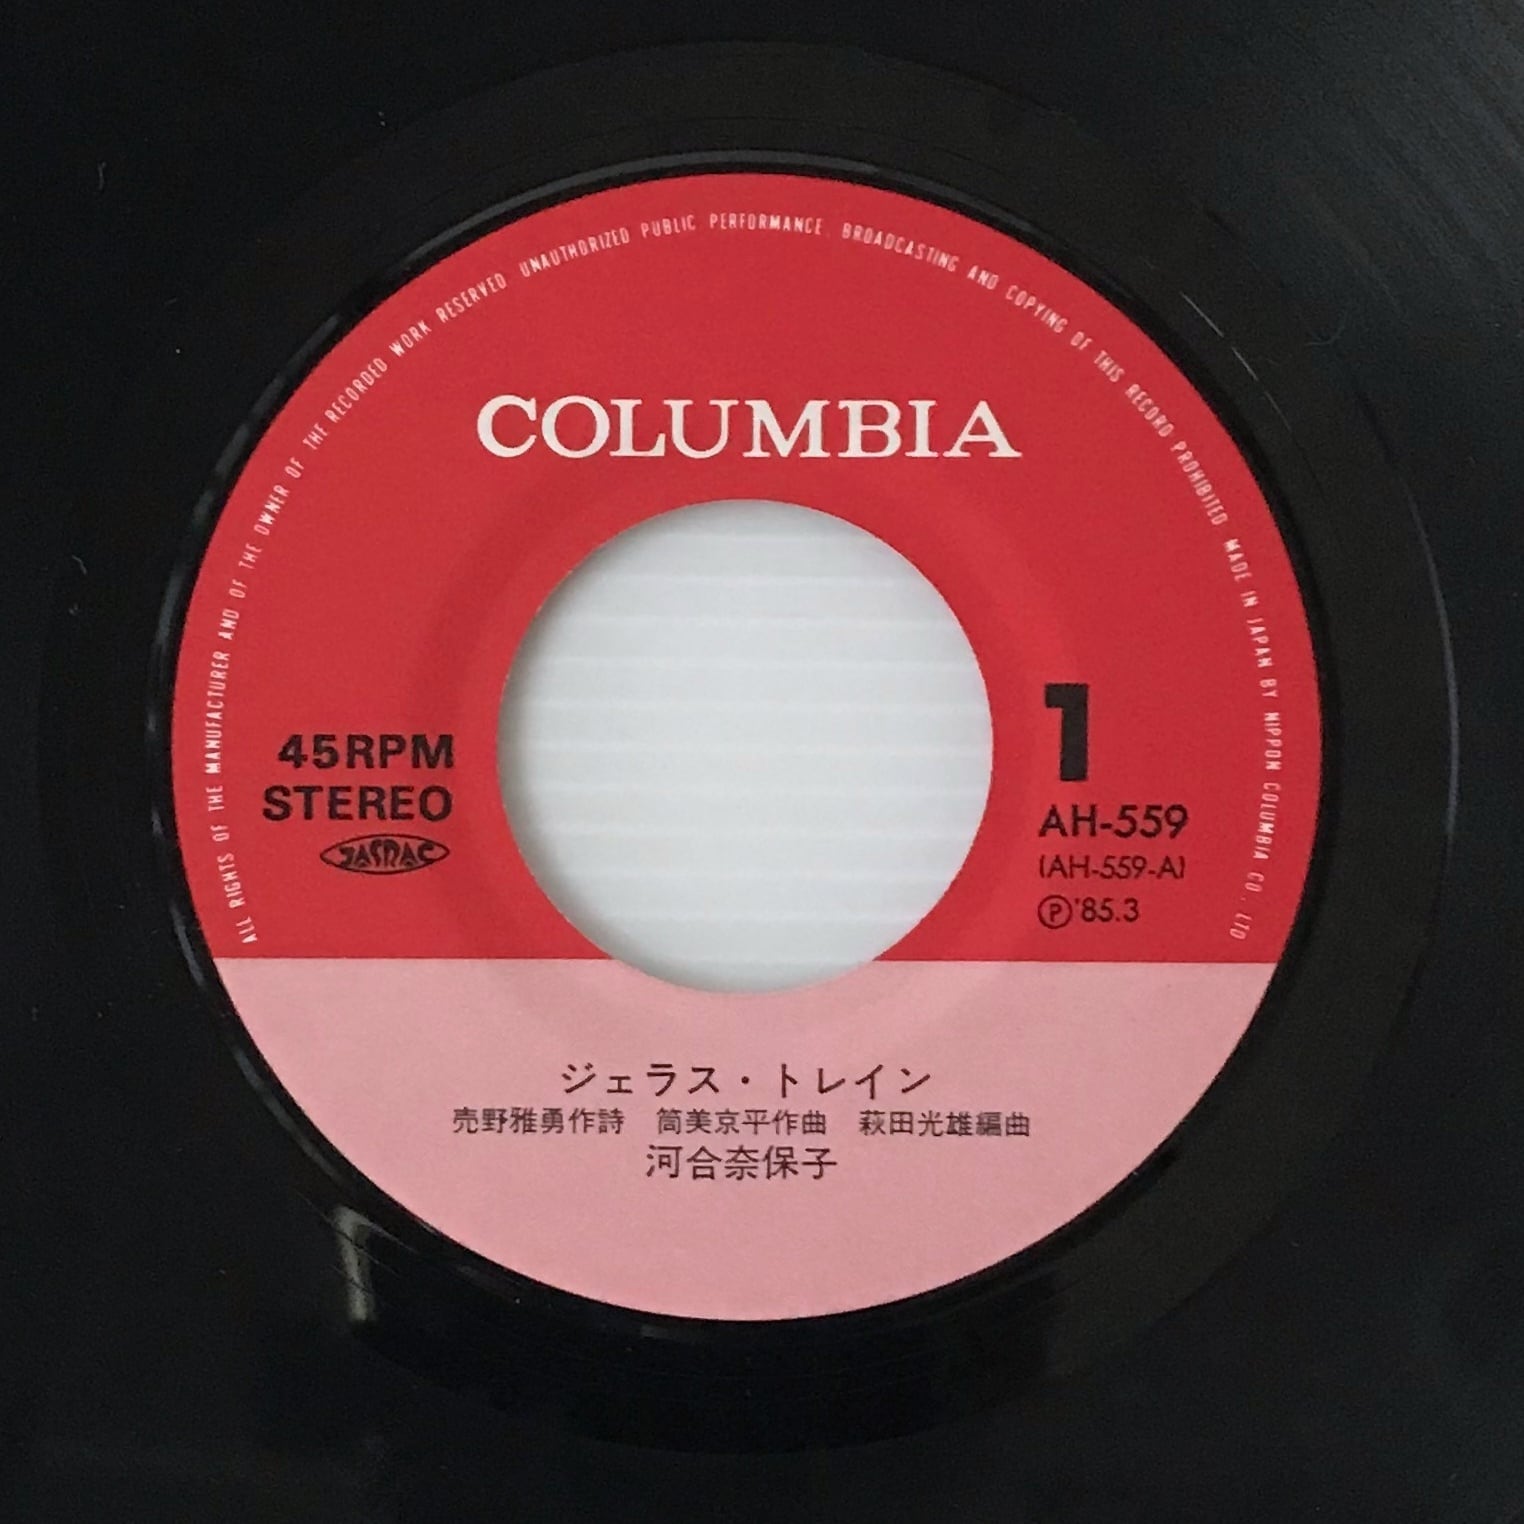 ALL RIGHTS OF THE MANUFACTURER AND OF THE OWNER OF THE RECORDED WORK RESERVED UNAUTHORIZED PUBLIC PERFORMANCE. BROADCASTING AND COPYING OF THIS RECORD PROHIBITED MADE IN JAPAN BY NIPPON COLUMBIA CO., LTD
COLUMBIA
45RPM
STEREO
JASRAC
1
AH-559
(AH-559-A)
Ⓟ'85.3
ジェラス・トレイン
売野雅勇作詩 筒美京平作曲 萩田光雄編曲
河合奈保子